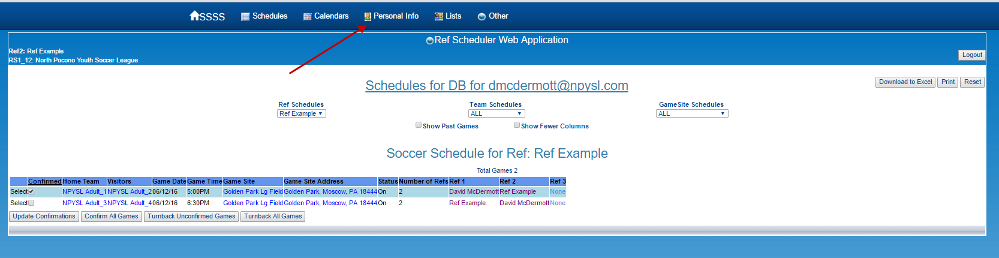 SSSS Schedules Calendars Personal Info Lists Other
Ref Scheduler Web Application
Ref2: Ref Example
RS1_12: North Pocono Youth Soccer League
Logout
Schedules for DB for dmcdermott@npysl.com
Download to Excel Print Reset
Ref Schedules Team Schedules GameSite Schedules
Ref Example ALL ALL
Show Past Games Show Fewer Columns
Soccer Schedule for Ref: Ref Example
Total Games 2
Confirmed Home Team Visitors Game Date Game Time Game Site Game Site Address Status Number of Refs Ref 1 Ref 2 Ref 3
Select NPYSL Adult_1 NPYSL Adult_2 06/12/16 5:00PM Golden Park Lg Field Golden Park, Moscow, PA 18444 On 2 David McDermott Ref Example None
Select NPYSL Adult_3 NPYSL Adult_4 06/12/16 6:30PM Golden Park Lg Field Golden Park, Moscow, PA 18444 On 2 Ref Example David McDermott None
Update Confirmations Confirm All Games Turnback Unconfirmed Games Turnback All Games